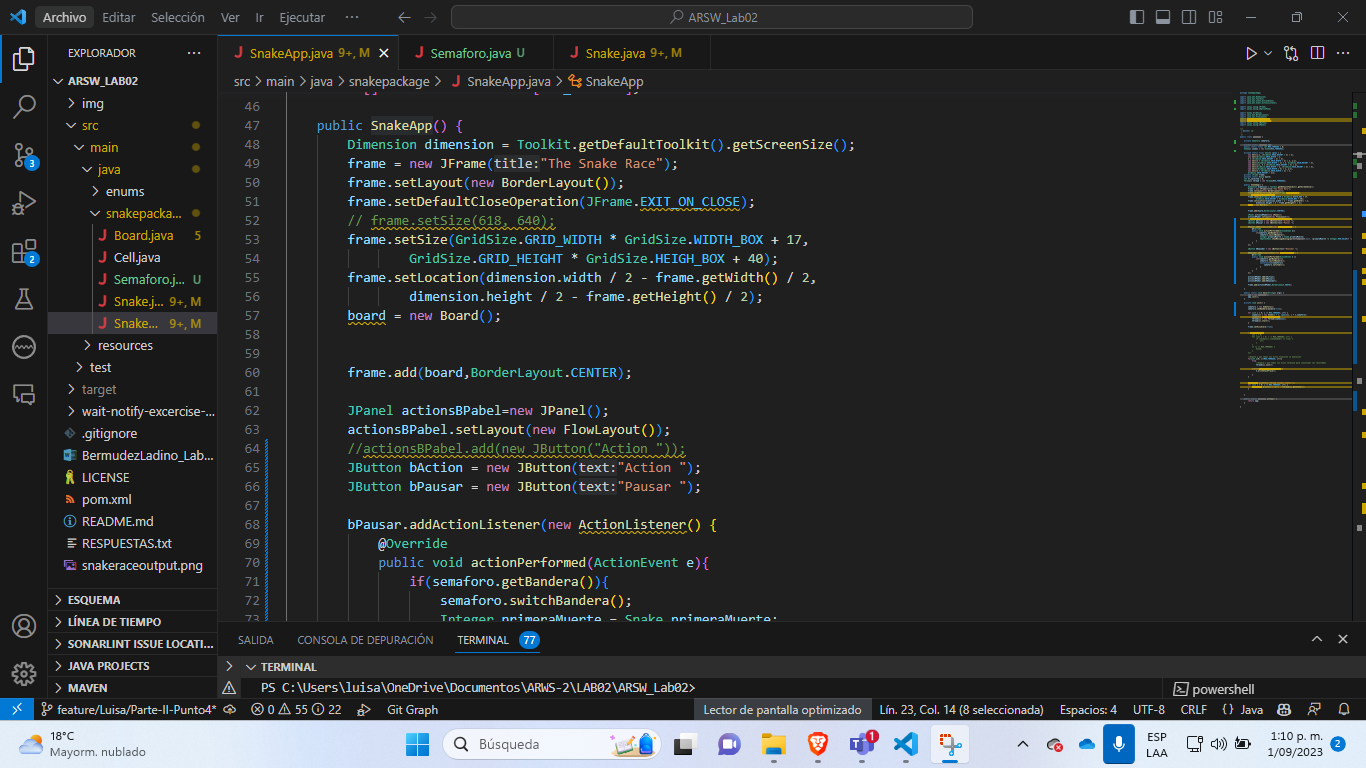 Archivo Editar Selección Ver Ir Ejecutar ··· ARSW_Lab02
EXPLORADOR ···
ARSW_LAB02
img
src
main
java
enums
snakepacka...
Board.java 5
Cell.java
Semaforo.j... U
Snake.j... 9+, M
Snake... 9+, M
resources
test
target
wait-notify-excercise-...
.gitignore
BermudezLadino_Lab...
LICENSE
pom.xml
README.md
RESPUESTAS.txt
snakeraceoutput.png
ESQUEMA
LÍNEA DE TIEMPO
SONARLINT ISSUE LOCATI...
JAVA PROJECTS
MAVEN
3
2
SnakeApp.java 9+, M Semaforo.java U Snake.java 9+, M
src > main > java > snakepackage > SnakeApp.java > SnakeApp
46
47 public SnakeApp() {
48 Dimension dimension = Toolkit.getDefaultToolkit().getScreenSize();
49 frame = new JFrame(title:"The Snake Race");
50 frame.setLayout(new BorderLayout());
51 frame.setDefaultCloseOperation(JFrame.EXIT_ON_CLOSE);
52 // frame.setSize(618, 640);
53 frame.setSize(GridSize.GRID_WIDTH * GridSize.WIDTH_BOX + 17,
54 GridSize.GRID_HEIGHT * GridSize.HEIGH_BOX + 40);
55 frame.setLocation(dimension.width / 2 - frame.getWidth() / 2,
56 dimension.height / 2 - frame.getHeight() / 2);
57 board = new Board();
58
59
60 frame.add(board,BorderLayout.CENTER);
61
62 JPanel actionsBPabel=new JPanel();
63 actionsBPabel.setLayout(new FlowLayout());
64 //actionsBPabel.add(new JButton("Action "));
65 JButton bAction = new JButton(text:"Action ");
66 JButton bPausar = new JButton(text:"Pausar ");
67
68 bPausar.addActionListener(new ActionListener() {
69 @Override
70 public void actionPerformed(ActionEvent e){
71 if(semaforo.getBandera()){
72 semaforo.switchBandera();
73 Integer primeraMuerte = Snake.primeraMuerte;
SALIDA CONSOLA DE DEPURACIÓN TERMINAL 77
TERMINAL
PS C:\Users\luisa\OneDrive\Documentos\ARWS-2\LAB02\ARSW_Lab02> powershell
feature/Luisa/Parte-II-Punto4* 0 55 22 Git Graph Lector de pantalla optimizado Lín. 23, Col. 14 (8 seleccionada) Espacios: 4 UTF-8 CRLF {} Java
18°C
Mayorm. nublado
Búsqueda
1
ESP
LAA
1:10 p. m.
1/09/2023
2